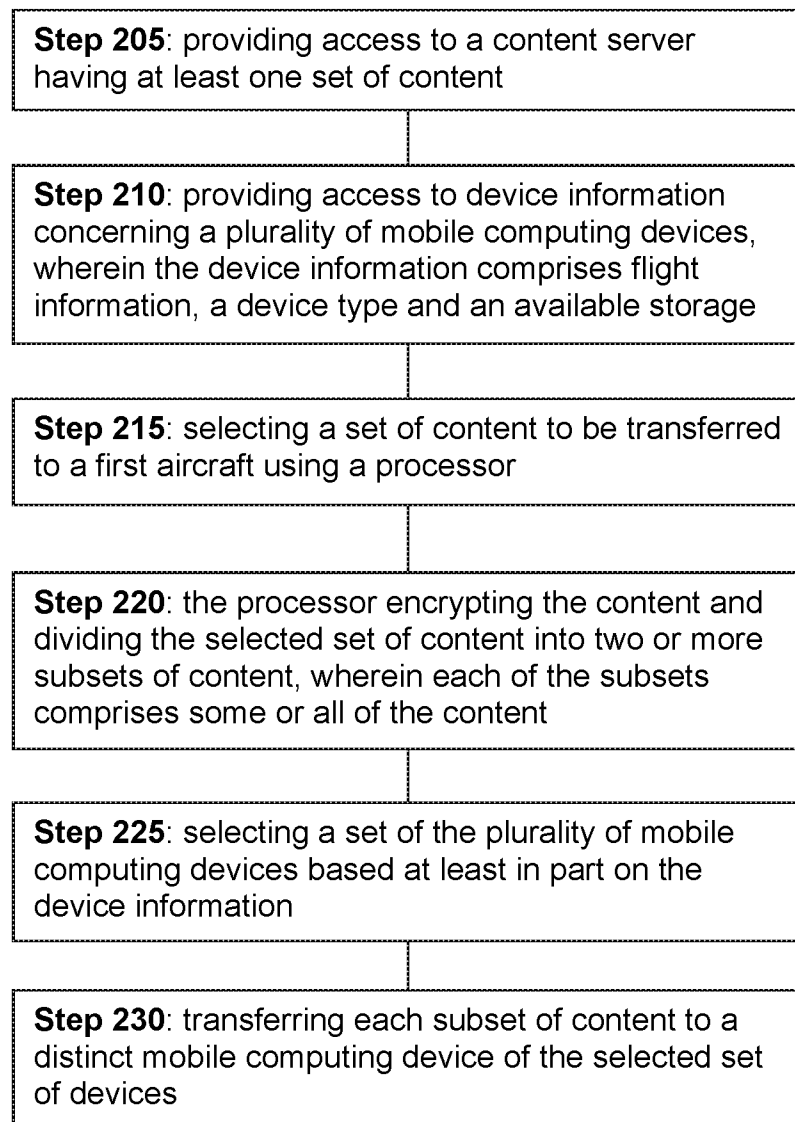 Step 205: providing access to a content server
having at least one set of content
Step 210: providing access to device information
concerning a plurality of mobile computing devices,
wherein the device information comprises flight
information, a device type and an available storage
Step 215: selecting a set of content to be transferred
to a first aircraft using a processor
Step 220: the processor encrypting the content and
dividing the selected set of content into two or more
subsets of content, wherein each of the subsets
comprises some or all of the content
Step 225: selecting a set of the plurality of mobile
computing devices based at least in part on the
device information
Step 230: transferring each subset of content to a
distinct mobile computing device of the selected set
of devices